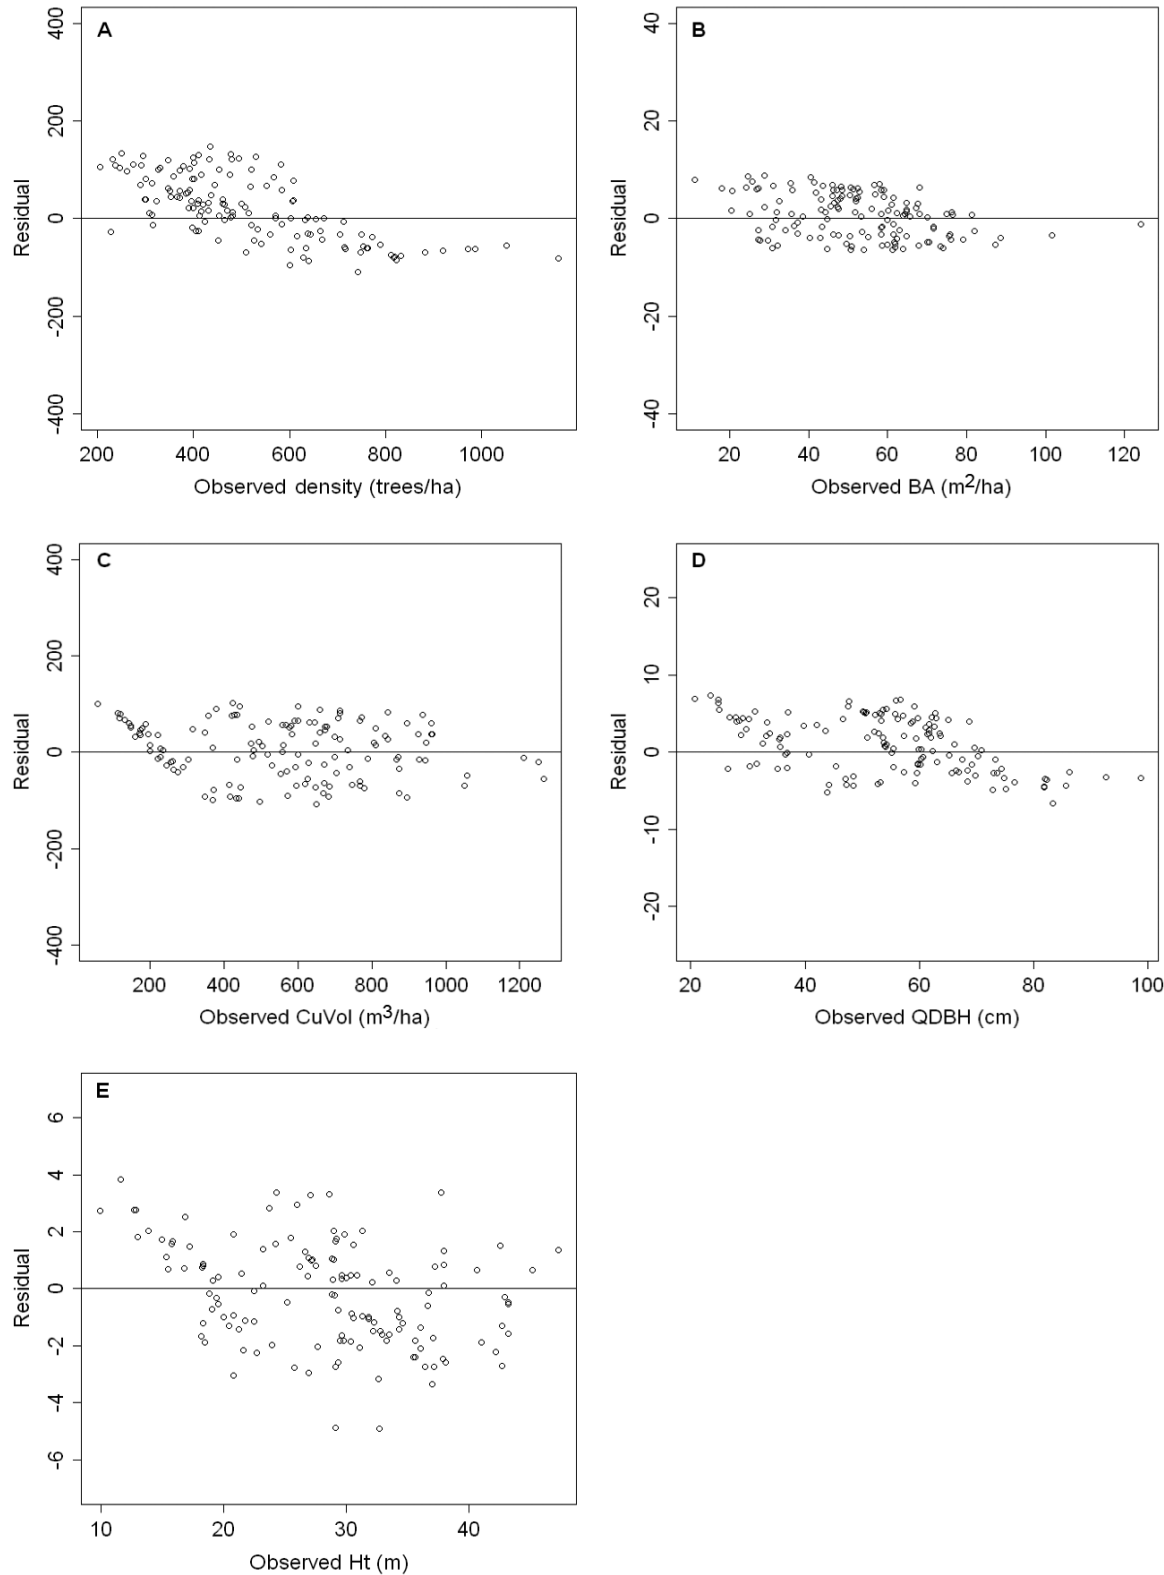 A
400
200
0
-200
-400
Residual
200 400 600 800 1000
Observed density (trees/ha)
B
40
20
0
-20
-40
Residual
20 40 60 80 100 120
Observed BA (m²/ha)
C
400
200
0
-200
-400
Residual
200 400 600 800 1000 1200
Observed CuVol (m³/ha)
D
20
10
0
-10
-20
Residual
20 40 60 80 100
Observed QDBH (cm)
E
6
4
2
0
-2
-4
-6
Residual
10 20 30 40
Observed Ht (m)